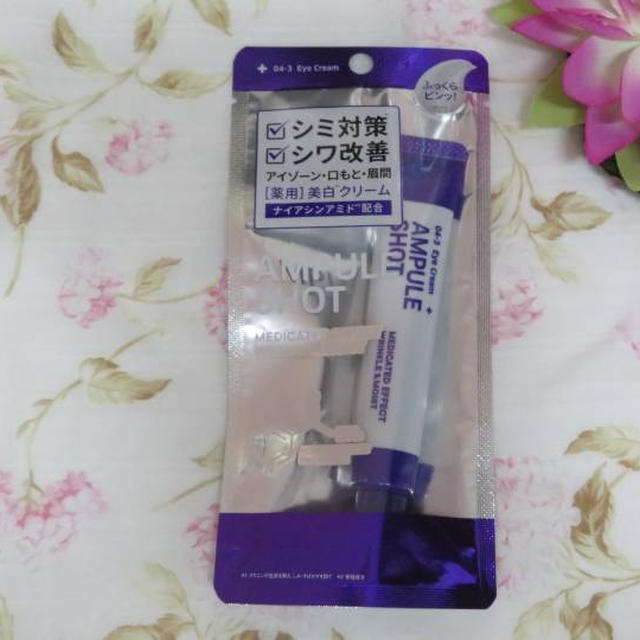 04-3 Eye Cream
ふっくら
ピンッ!
シミ対策
シワ改善
アイゾーン・口もと・眉間
[薬用]美白クリーム
ナイアシンアミド 配合
AMPULE
SHOT
MEDICATE
04-3 Eye Cream
AMPULE
SHOT
MEDICATED EFFECT
WRINKLE & MOIST